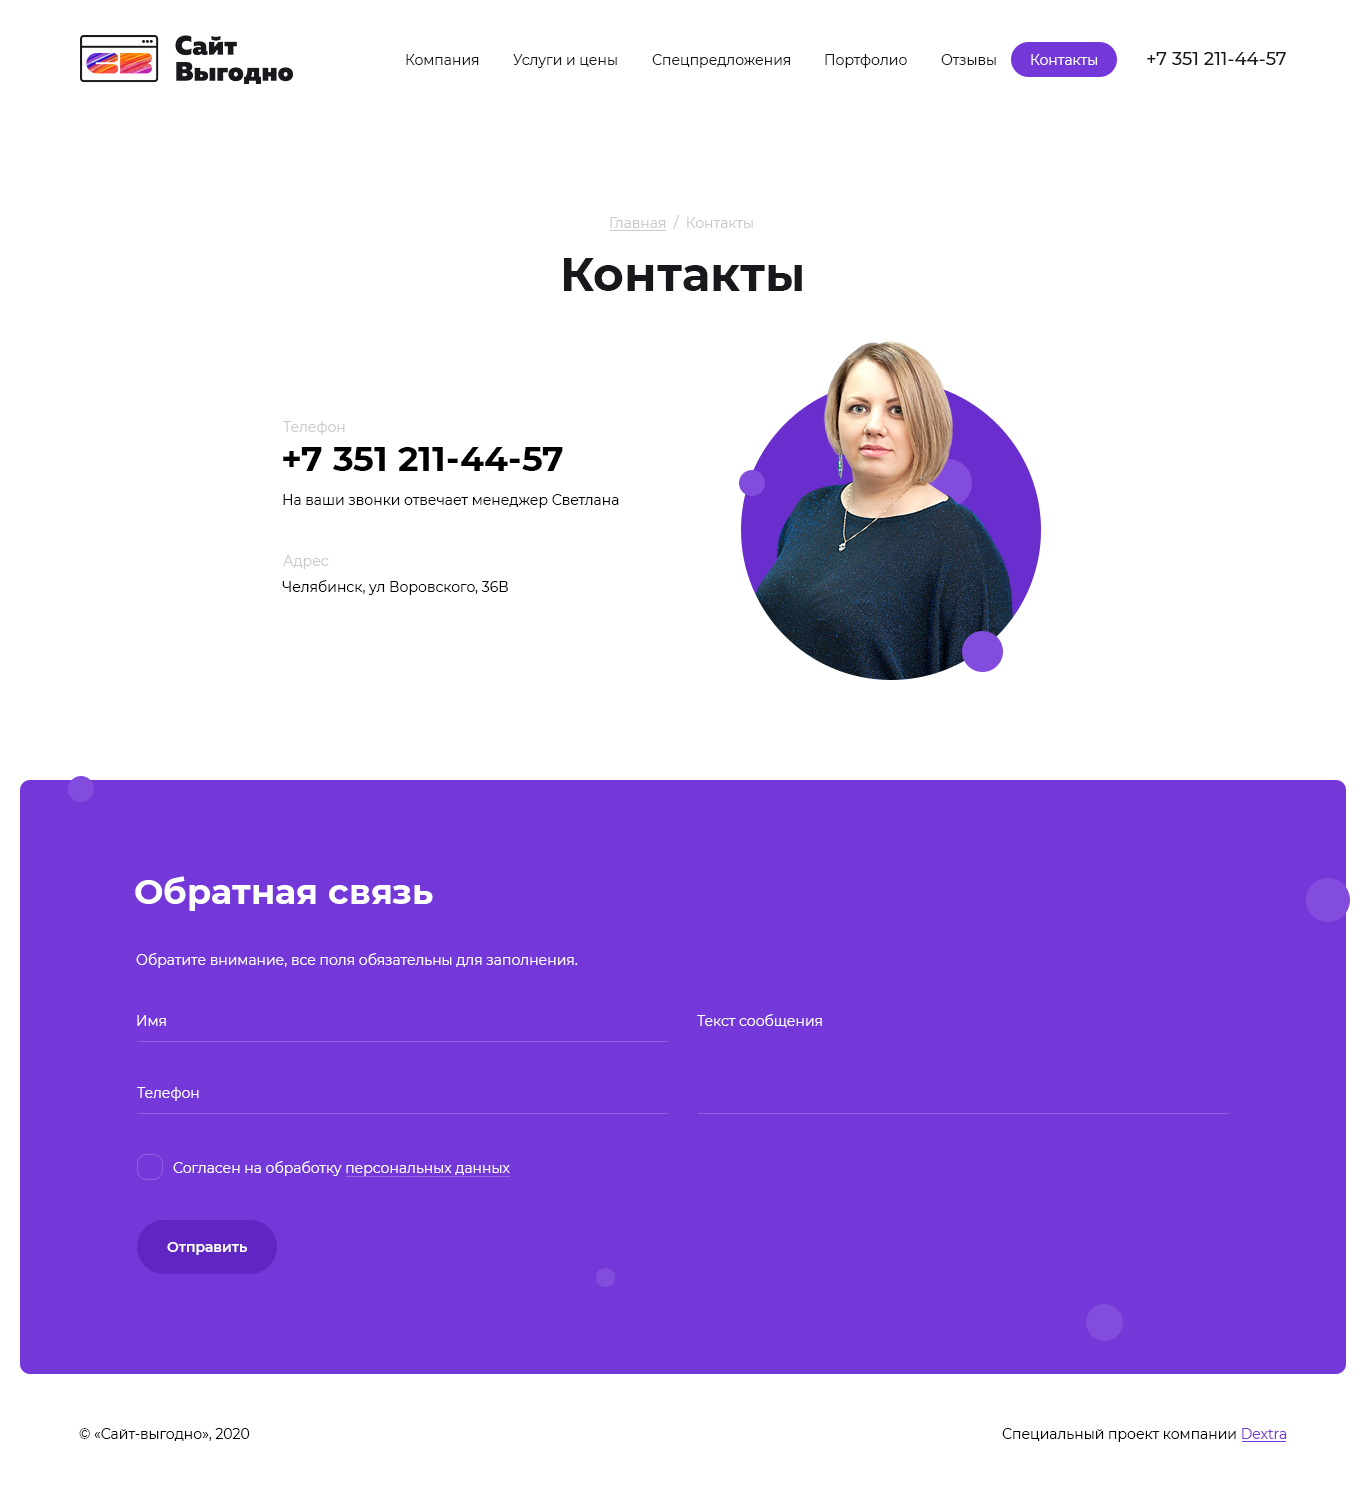 Сайт
Выгодно
Компания Услуги и цены Спецпредложения Портфолио Отзывы Контакты +7 351 211-44-57
Главная / Контакты
Контакты
Телефон
+7 351 211-44-57
На ваши звонки отвечает менеджер Светлана
Адрес
Челябинск, ул Воровского, 36В
Обратная связь
Обратите внимание, все поля обязательны для заполнения.
Имя
Текст сообщения
Телефон
Согласен на обработку персональных данных
Отправить
© «Сайт-выгодно», 2020
Специальный проект компании Dextra